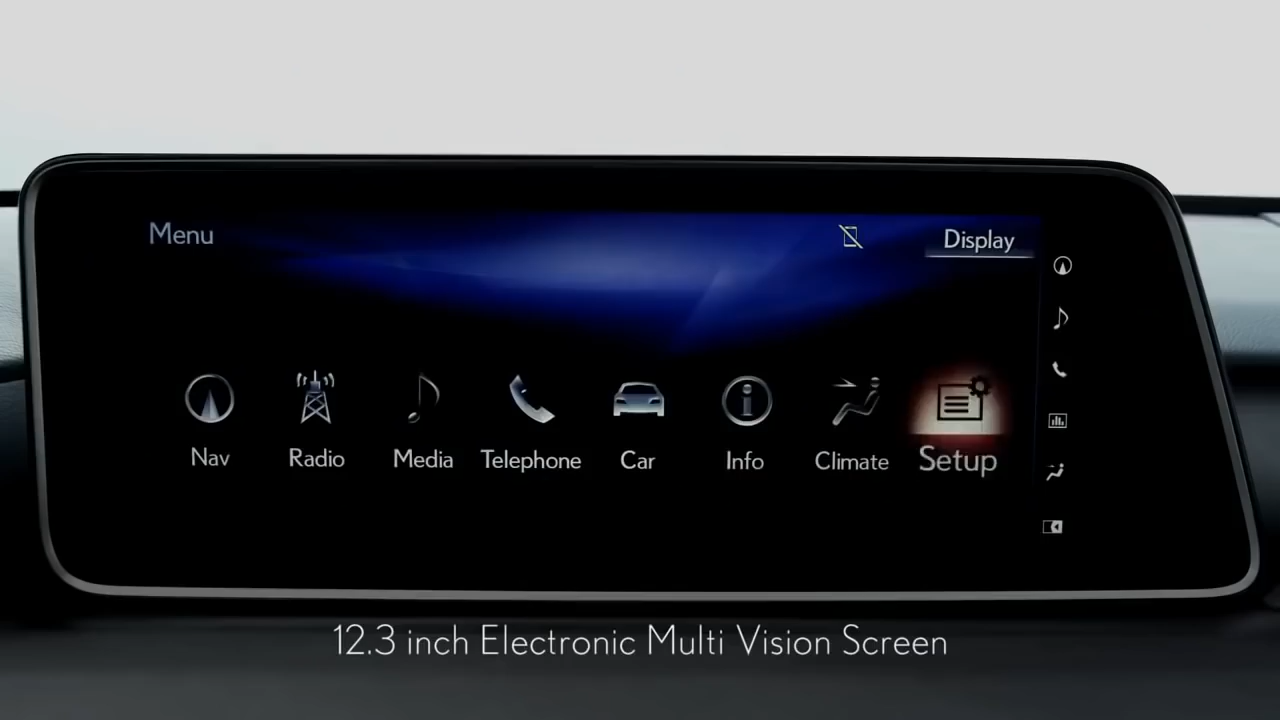 Menu
Display
Nav
Radio
Media
Telephone
Car
Info
Climate
Setup
12.3 inch Electronic Multi Vision Screen